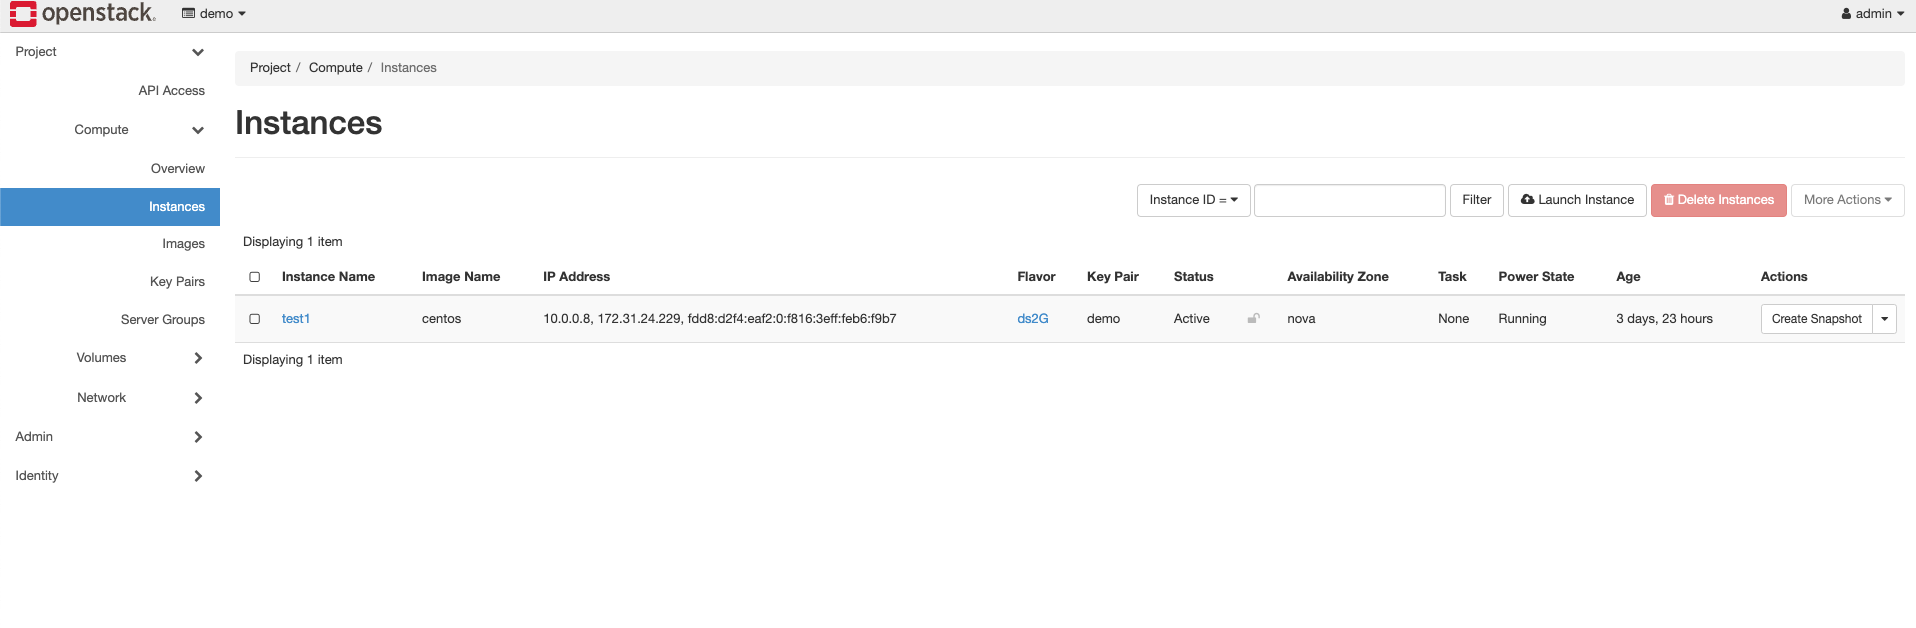 openstack. demo admin
Project
API Access
Compute
Overview
Instances
Images
Key Pairs
Server Groups
Volumes
Network
Admin
Identity
Project / Compute / Instances
Instances
Instance ID = Filter Launch Instance Delete Instances More Actions
Displaying 1 item
Instance Name Image Name IP Address Flavor Key Pair Status Availability Zone Task Power State Age Actions
test1 centos 10.0.0.8, 172.31.24.229, fdd8:d2f4:eaf2:0:f816:3eff:feb6:f9b7 ds2G demo Active nova None Running 3 days, 23 hours Create Snapshot
Displaying 1 item